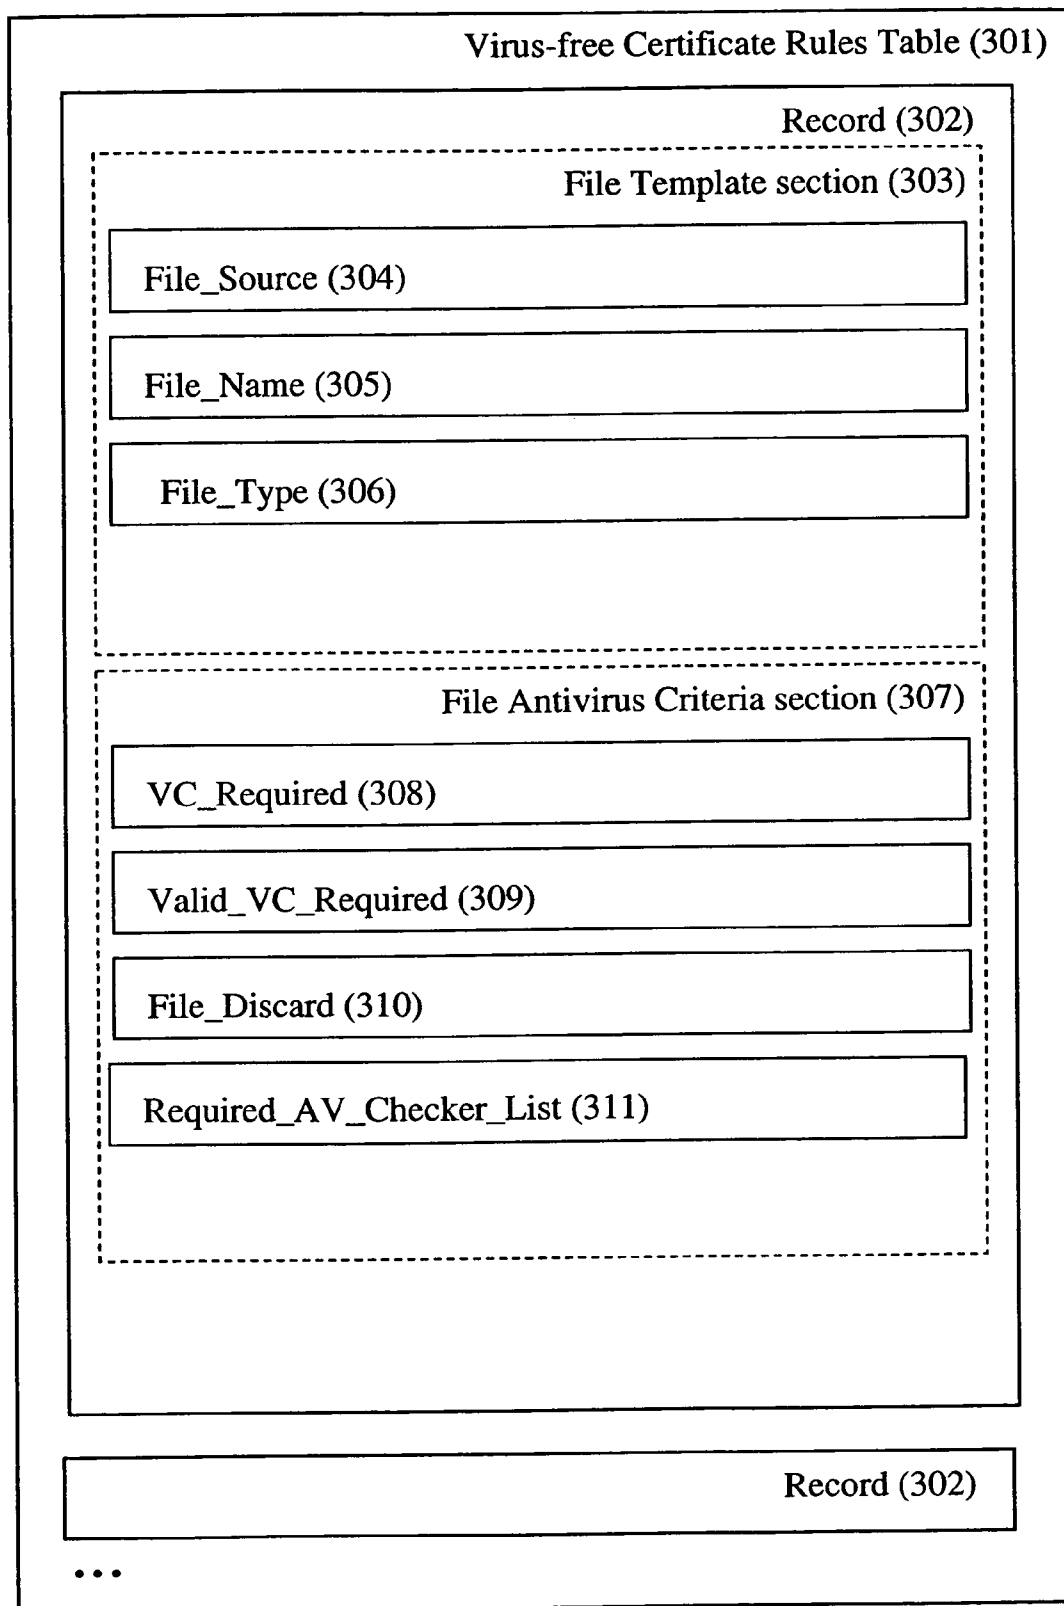 Virus-free Certificate Rules Table (301)
Record (302)
File Template section (303)
File_Source (304)
File_Name (305)
File_Type (306)
File Antivirus Criteria section (307)
VC_Required (308)
Valid_VC_Required (309)
File_Discard (310)
Required_AV_Checker_List (311)
Record (302)
...